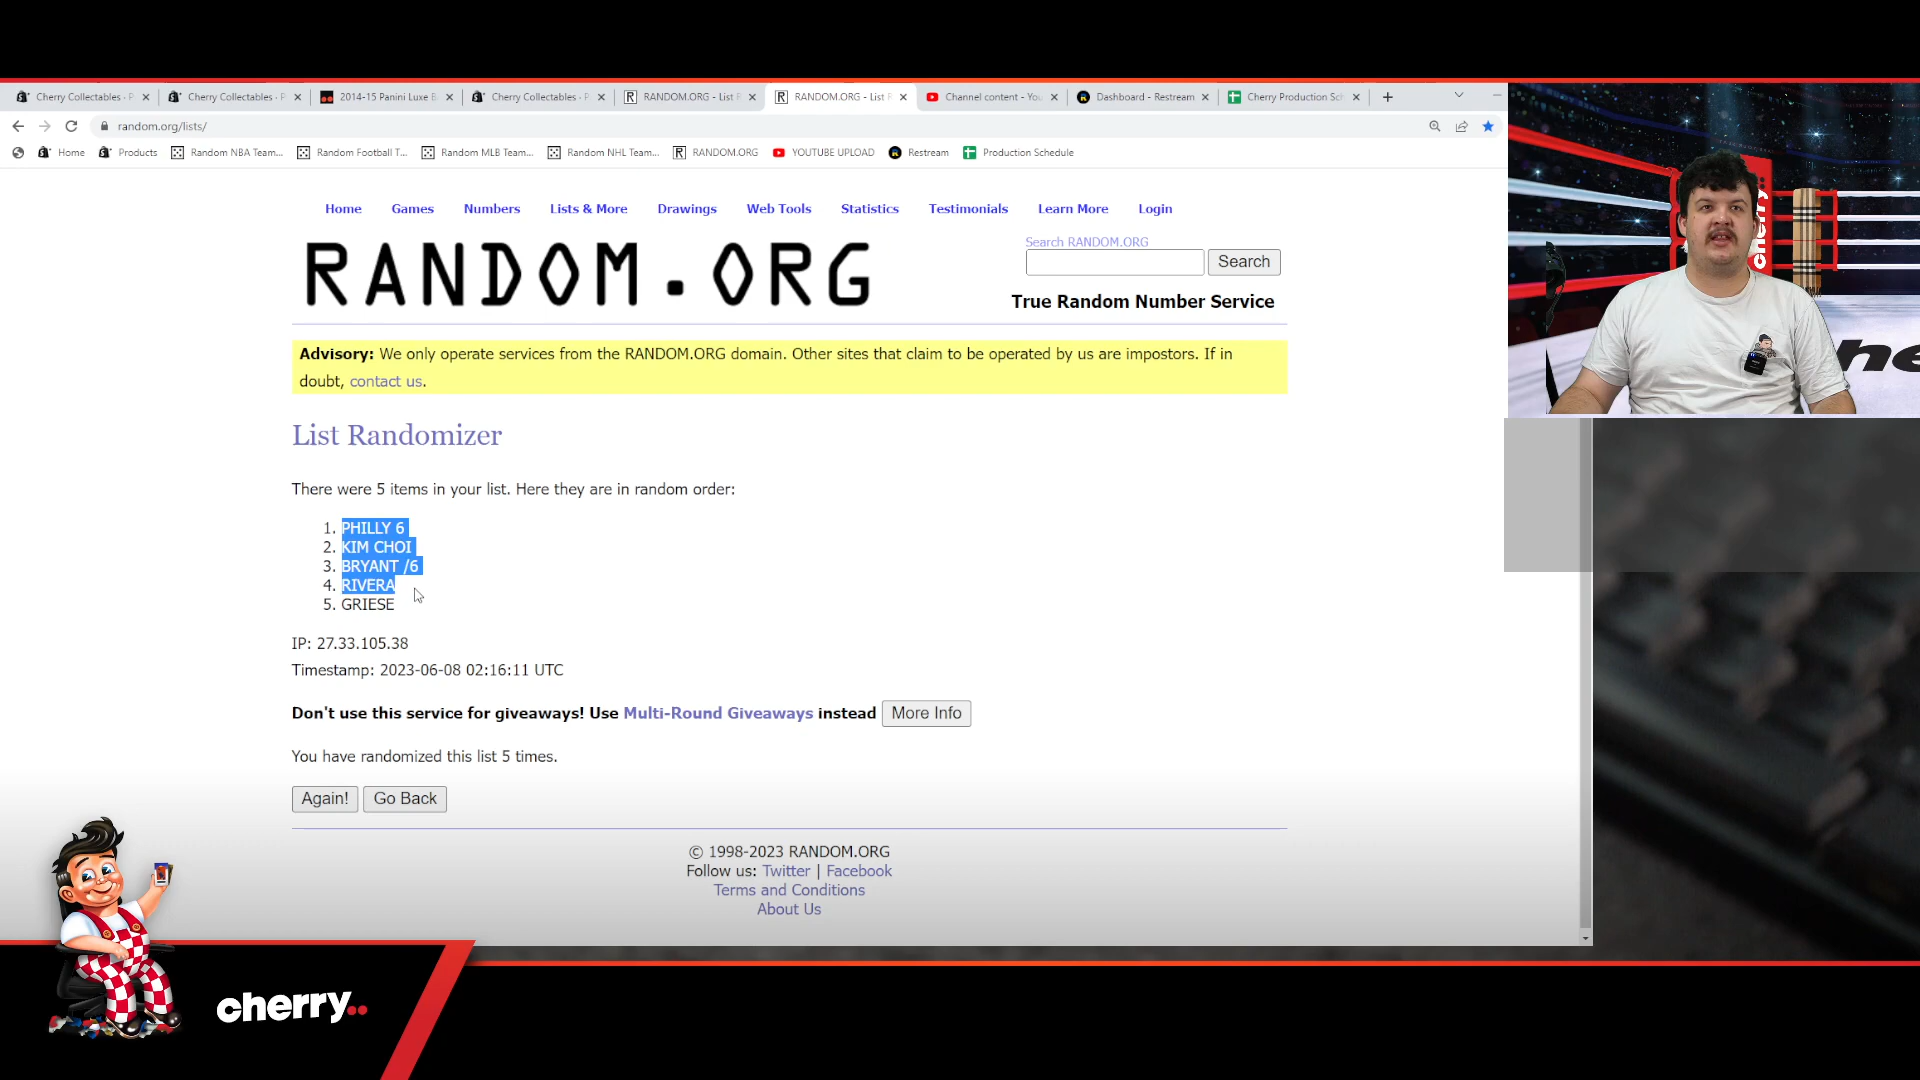 Cherry Collectables - P
Cherry Collectables - P
2014-15 Panini Luxe B
Cherry Collectables - P
RANDOM.ORG - List R
RANDOM.ORG - List R
Channel content - You
Dashboard - Restream
Cherry Production Sch
random.org/lists/
Home
Products
Random NBA Team...
Random Football T...
Random MLB Team...
Random NHL Team...
RANDOM.ORG
YOUTUBE UPLOAD
Restream
Production Schedule
Home Games Numbers Lists & More Drawings Web Tools Statistics Testimonials Learn More Login
RANDOM.ORG
Search RANDOM.ORG
Search
True Random Number Service
Advisory: We only operate services from the RANDOM.ORG domain. Other sites that claim to be operated by us are impostors. If in
doubt, contact us.
List Randomizer
There were 5 items in your list. Here they are in random order:
1. PHILLY 6
2. KIM CHOI
3. BRYANT /6
4. RIVERA
5. GRIESE
IP: 27.33.105.38
Timestamp: 2023-06-08 02:16:11 UTC
Don't use this service for giveaways! Use Multi-Round Giveaways instead More Info
You have randomized this list 5 times.
Again! Go Back
© 1998-2023 RANDOM.ORG
Follow us: Twitter | Facebook
Terms and Conditions
About Us
cherry..
cherry..